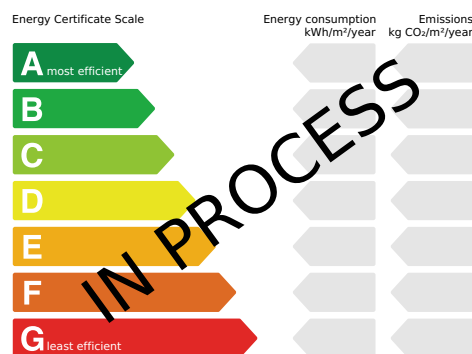 Energy Certificate Scale
Energy consumption
kWh/m²/year
Emissions
kg CO₂/m²/year
A most efficient
B
C
D
E
F
G least efficient
IN PROCESS